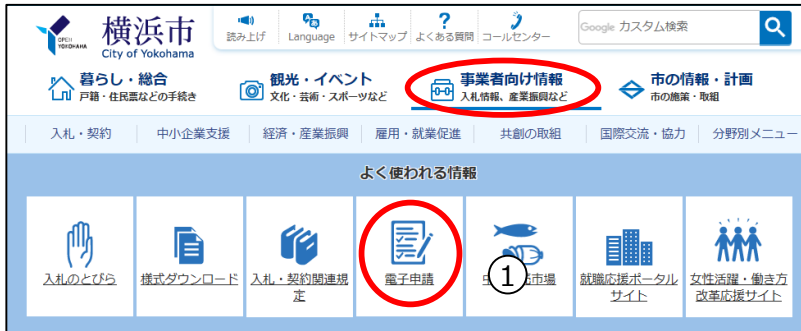 OPEN YOKOHAMA
横浜市
City of Yokohama
読み上げ
Language
サイトマップ
よくある質問
コールセンター
Google カスタム検索
暮らし・総合
戸籍・住民票などの手続き
観光・イベント
文化・芸術・スポーツなど
事業者向け情報
入札情報、産業振興など
市の情報・計画
市の施策・取組
入札・契約
中小企業支援
経済・産業振興
雇用・就業促進
共創の取組
国際交流・協力
分野別メニュー
よく使われる情報
入札のとびら
様式ダウンロード
入札・契約関連規
定
電子申請
①
市場
就職応援ポータル
サイト
女性活躍・働き方
改革応援サイト